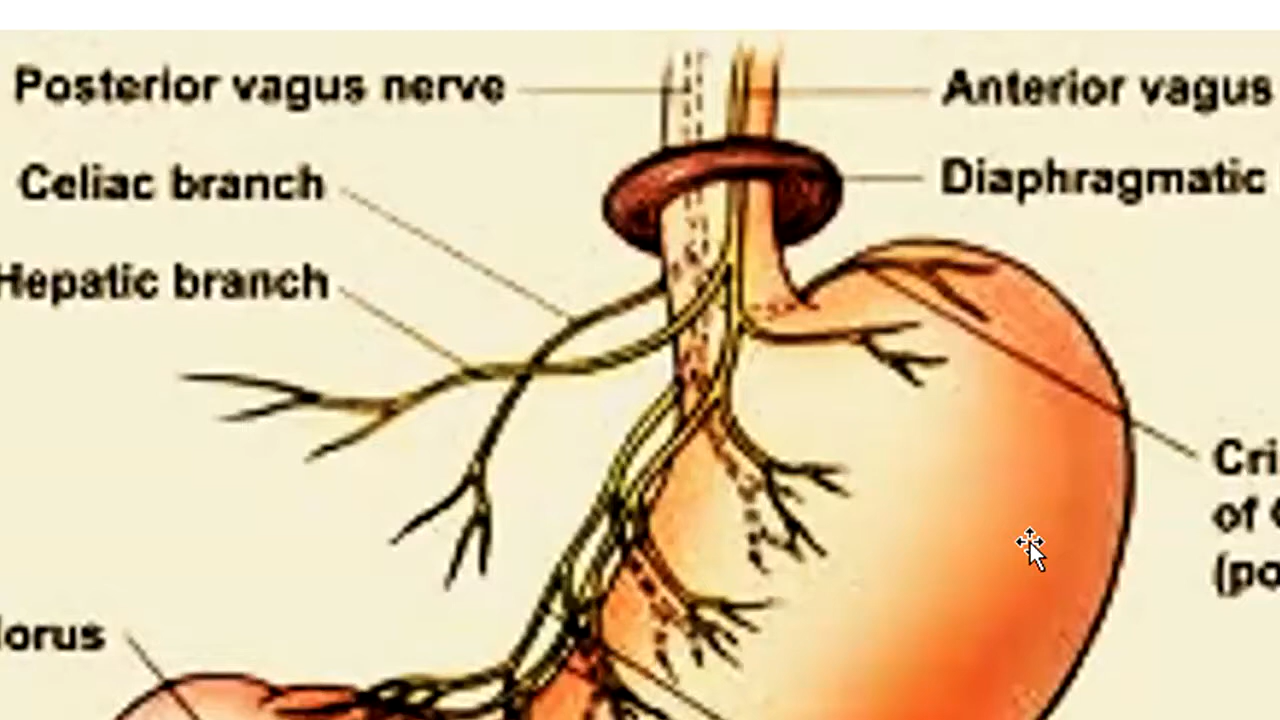 Posterior vagus nerve
Anterior vagus
Celiac branch
Diaphragmatic
Hepatic branch
Cri
of
(po
lorus